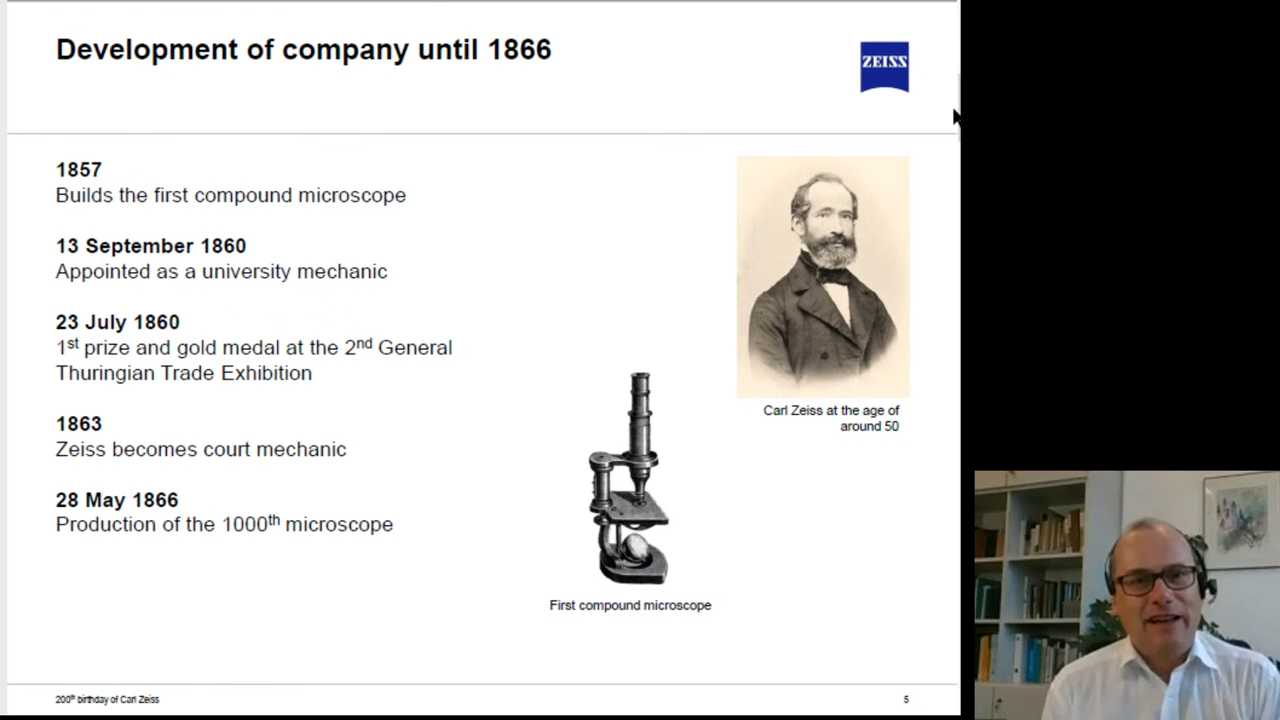 Development of company until 1866
ZEISS
1857
Builds the first compound microscope
13 September 1860
Appointed as a university mechanic
23 July 1860
1st prize and gold medal at the 2nd General
Thuringian Trade Exhibition
1863
Zeiss becomes court mechanic
28 May 1866
Production of the 1000th microscope
Carl Zeiss at the age of
around 50
First compound microscope
200th birthday of Carl Zeiss
5